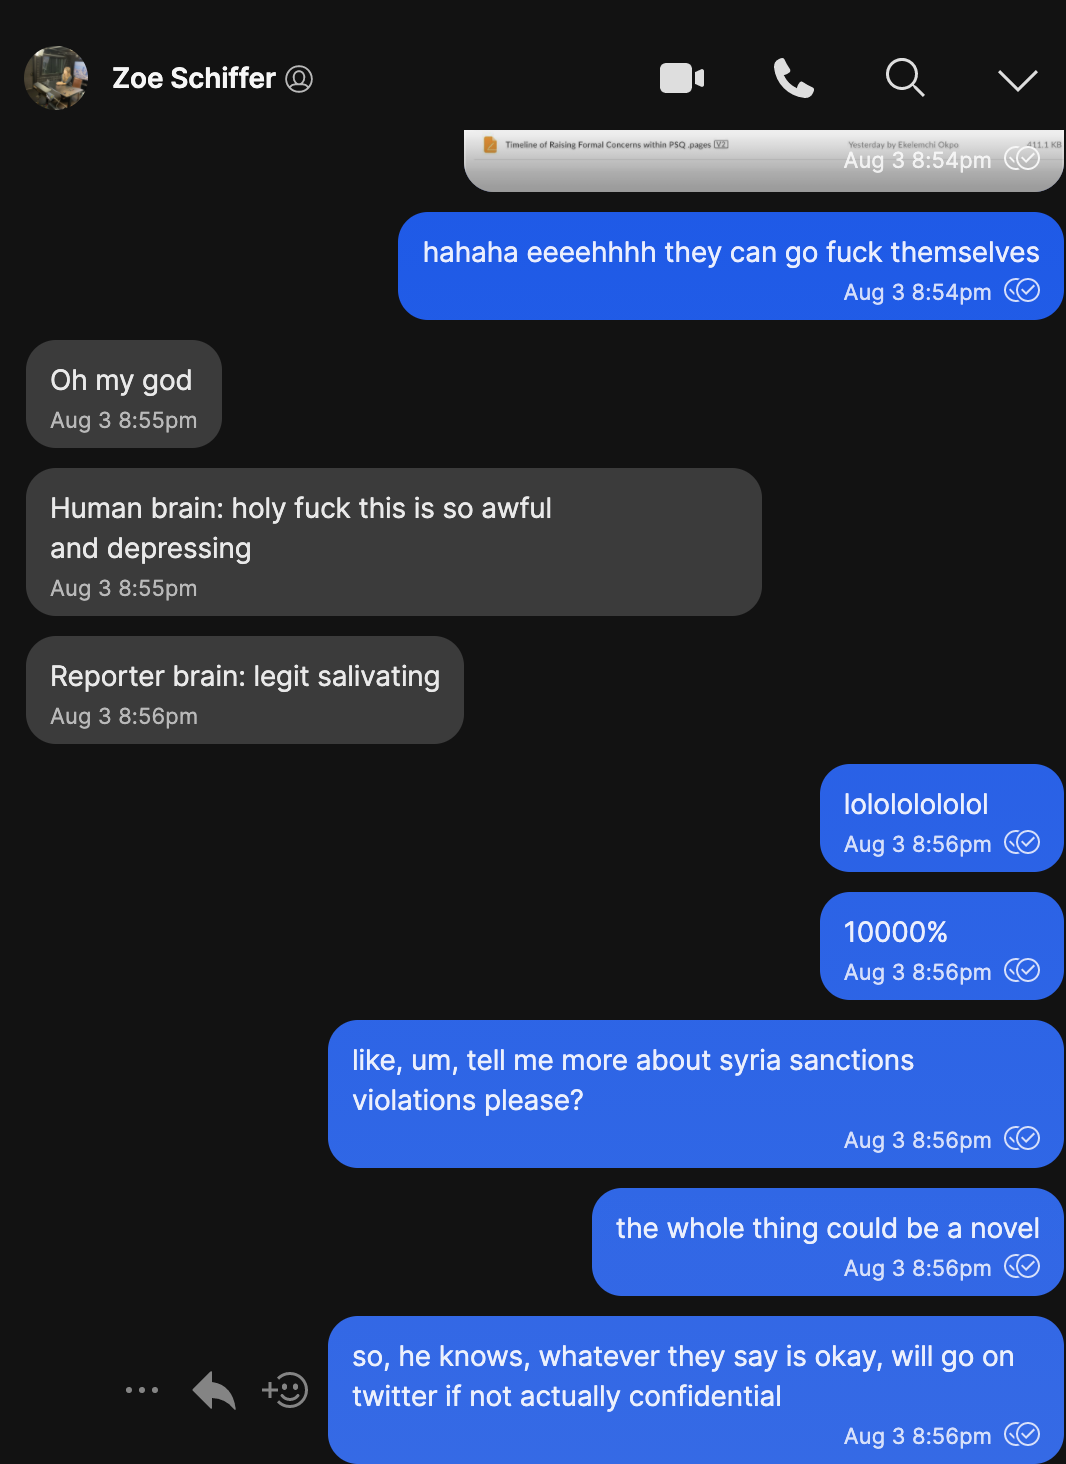 Zoe Schiffer
Timeline of Raising Formal Concerns within PSQ .pages V2
Yesterday by Ekelemchi Okpo
411.1 KB
Aug 3 8:54pm
hahaha eeeehhhh they can go fuck themselves
Aug 3 8:54pm
Oh my god
Aug 3 8:55pm
Human brain: holy fuck this is so awful
and depressing
Aug 3 8:55pm
Reporter brain: legit salivating
Aug 3 8:56pm
lolololololol
Aug 3 8:56pm
10000%
Aug 3 8:56pm
like, um, tell me more about syria sanctions
violations please?
Aug 3 8:56pm
the whole thing could be a novel
Aug 3 8:56pm
so, he knows, whatever they say is okay, will go on
twitter if not actually confidential
Aug 3 8:56pm